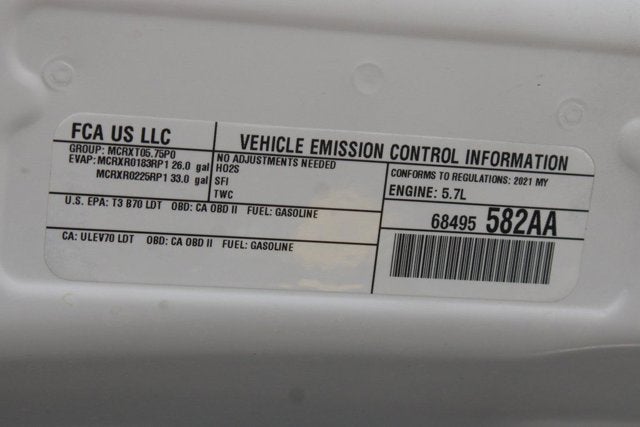 FCA US LLC
GROUP: MCRXT05.75P0
EVAP: MCRXR0183RP1 26.0 gal
MCRXR0225RP1 33.0 gal
VEHICLE EMISSION CONTROL INFORMATION
NO ADJUSTMENTS NEEDED
HO2S
SFI
TWC
CONFORMS TO REGULATIONS: 2021 MY
ENGINE: 5.7L
U.S. EPA: T3 B70 LDT OBD: CA OBD II FUEL: GASOLINE
CA: ULEV70 LDT OBD: CA OBD II FUEL: GASOLINE
68495 582AA